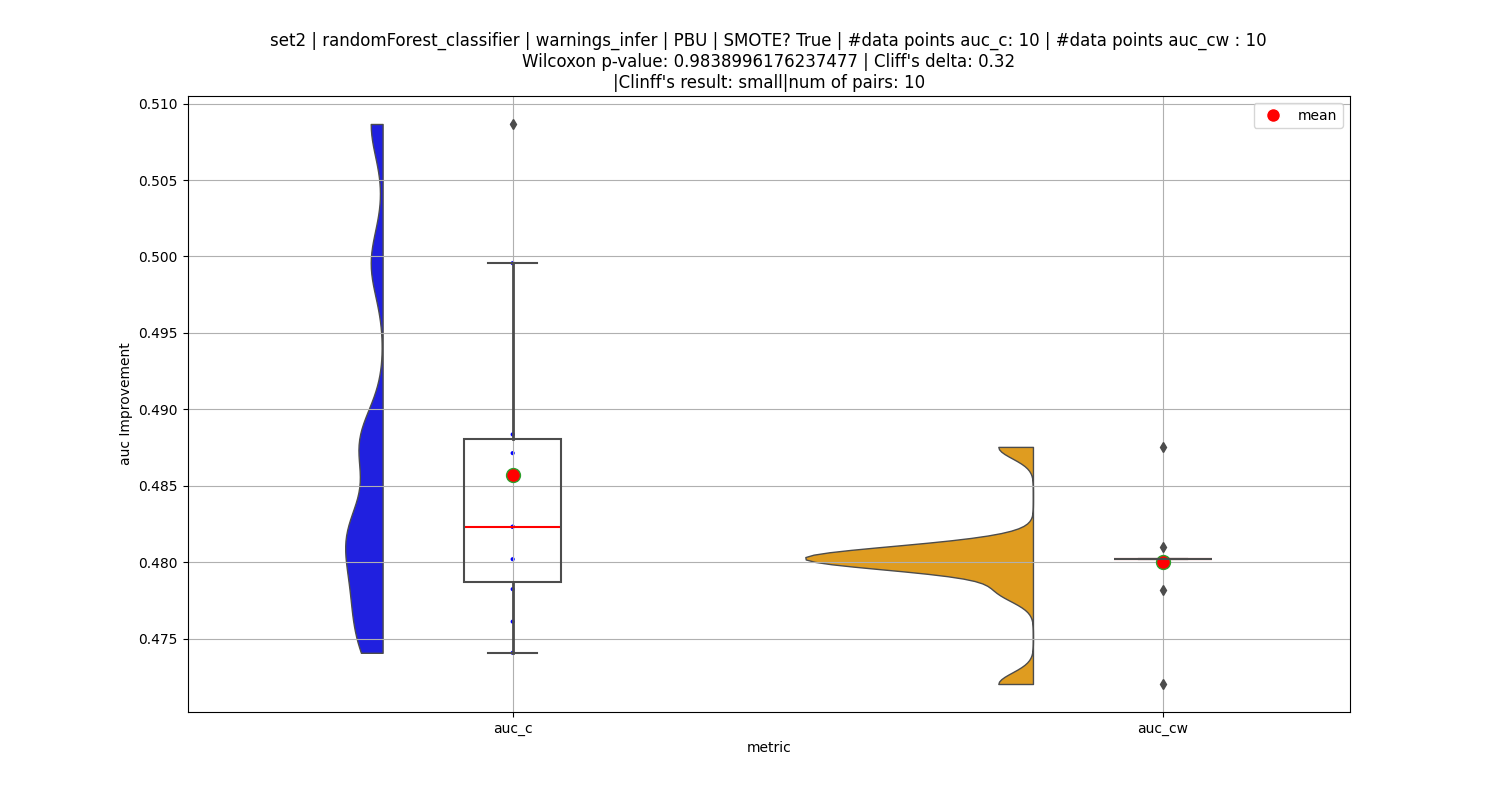 set2 | randomForest_classifier | warnings_infer | PBU | SMOTE? True | #data points auc_c: 10 | #data points auc_cw : 10
Wilcoxon p-value: 0.9838996176237477 | Cliff's delta: 0.32
|Clinff's result: small|num of pairs: 10
mean
0.510
0.505
0.500
0.495
0.490
0.485
0.480
0.475
auc Improvement
auc_c
auc_cw
metric